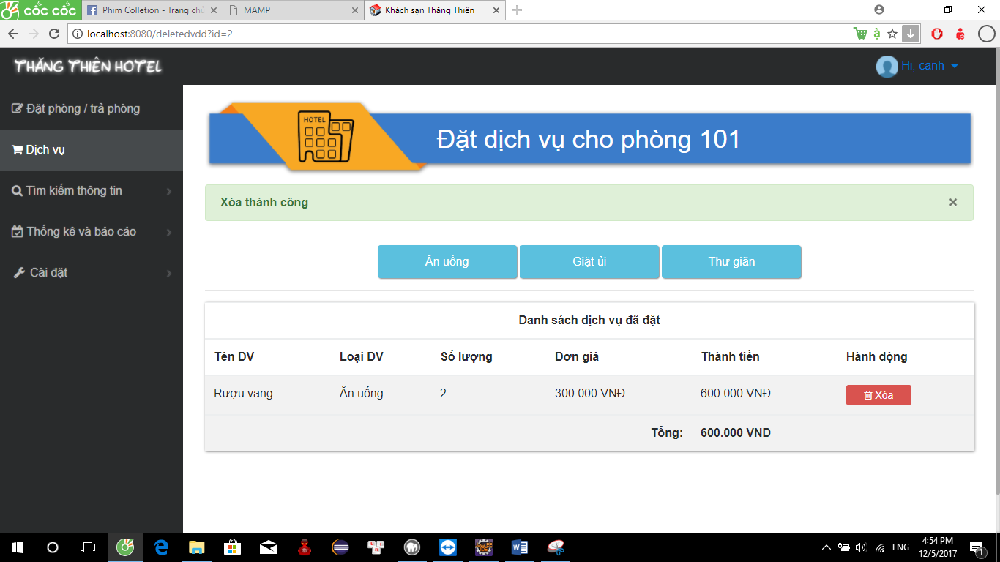 cốc cốc
Phim Colletion - Trang chủ
MAMP
Khách sạn Thăng Thiên
localhost:8080/deletedvdd?id=2
THĂNG THIÊN HOTEL
Hi, canh
Đặt phòng / trả phòng
Dịch vụ
Tìm kiếm thông tin
Thống kê và báo cáo
Cài đặt
HOTEL
Đặt dịch vụ cho phòng 101
Xóa thành công ×
Ăn uống Giặt ủi Thư giãn
Danh sách dịch vụ đã đặt
Tên DV Loại DV Số lượng Đơn giá Thành tiền Hành động
Rượu vang Ăn uống 2 300.000 VNĐ 600.000 VNĐ Xóa
Tổng: 600.000 VNĐ
ENG
4:54 PM
12/5/2017
1